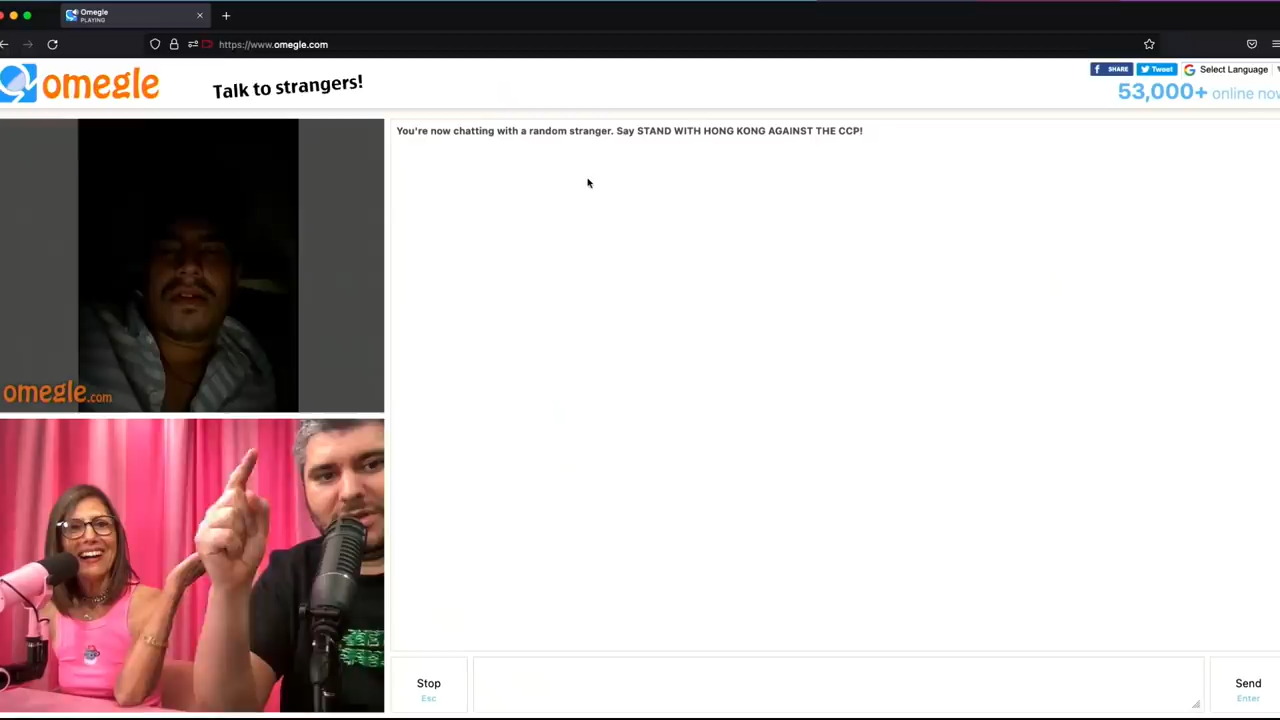 Omegle
PLAYING
https://www.omegle.com
omegle
Talk to strangers!
SHARE
Tweet
Select Language
53,000+ online now
You're now chatting with a random stranger. Say STAND WITH HONG KONG AGAINST THE CCP!
omegle.com
Stop
Esc
Send
Enter